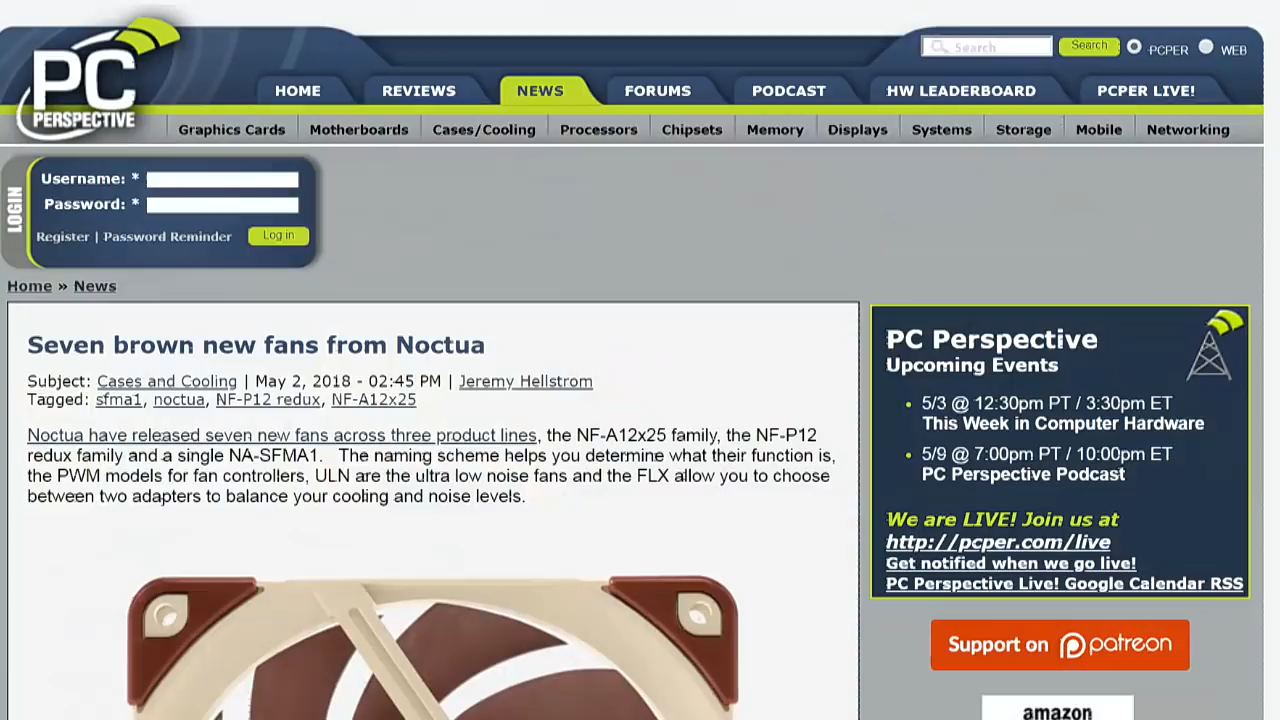 PC
PERSPECTIVE
Search
Search
PCPER
WEB
HOME
REVIEWS
NEWS
FORUMS
PODCAST
HW LEADERBOARD
PCPER LIVE!
Graphics Cards
Motherboards
Cases/Cooling
Processors
Chipsets
Memory
Displays
Systems
Storage
Mobile
Networking
LOGIN
Username: *
Password: *
Register | Password Reminder
Log in
Home » News
Seven brown new fans from Noctua
Subject: Cases and Cooling | May 2, 2018 - 02:45 PM | Jeremy Hellstrom
Tagged: sfma1, noctua, NF-P12 redux, NF-A12x25
Noctua have released seven new fans across three product lines, the NF-A12x25 family, the NF-P12
redux family and a single NA-SFMA1.   The naming scheme helps you determine what their function is,
the PWM models for fan controllers, ULN are the ultra low noise fans and the FLX allow you to choose
between two adapters to balance your cooling and noise levels.
PC Perspective
Upcoming Events
• 5/3 @ 12:30pm PT / 3:30pm ET
This Week in Computer Hardware
• 5/9 @ 7:00pm PT / 10:00pm ET
PC Perspective Podcast
We are LIVE! Join us at
http://pcper.com/live
Get notified when we go live!
PC Perspective Live! Google Calendar RSS
Support on patreon
amazon